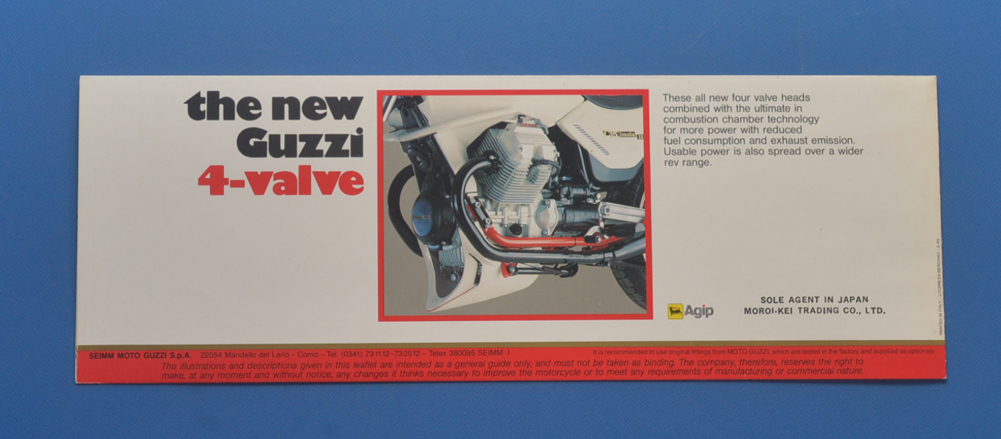 the new
Guzzi
4-valve
These all new four valve heads
combined with the ultimate in
combustion chamber technology
for more power with reduced
fuel consumption and exhaust emission.
Usable power is also spread over a wider
rev range.
Agip
SOLE AGENT IN JAPAN
MOROI-KEI TRADING CO., LTD.
SEIMM MOTO GUZZI S.p.A. 22054 Mandello del Lario - Como - Tel. (0341) 731112-732512 - Telex 380095 SEIMM I
It is recommended to use original fittings from MOTO GUZZI, which are tested in the factory and supplied as optionals
The illustrations and descriptions given in this leaflet are intended as a general guide only, and must not be taken as binding. The company, therefore, reserves the right to
make, at any moment and without notice, any changes it thinks necessary to improve the motorcycle or to meet any requirements of manufacturing or commercial nature.